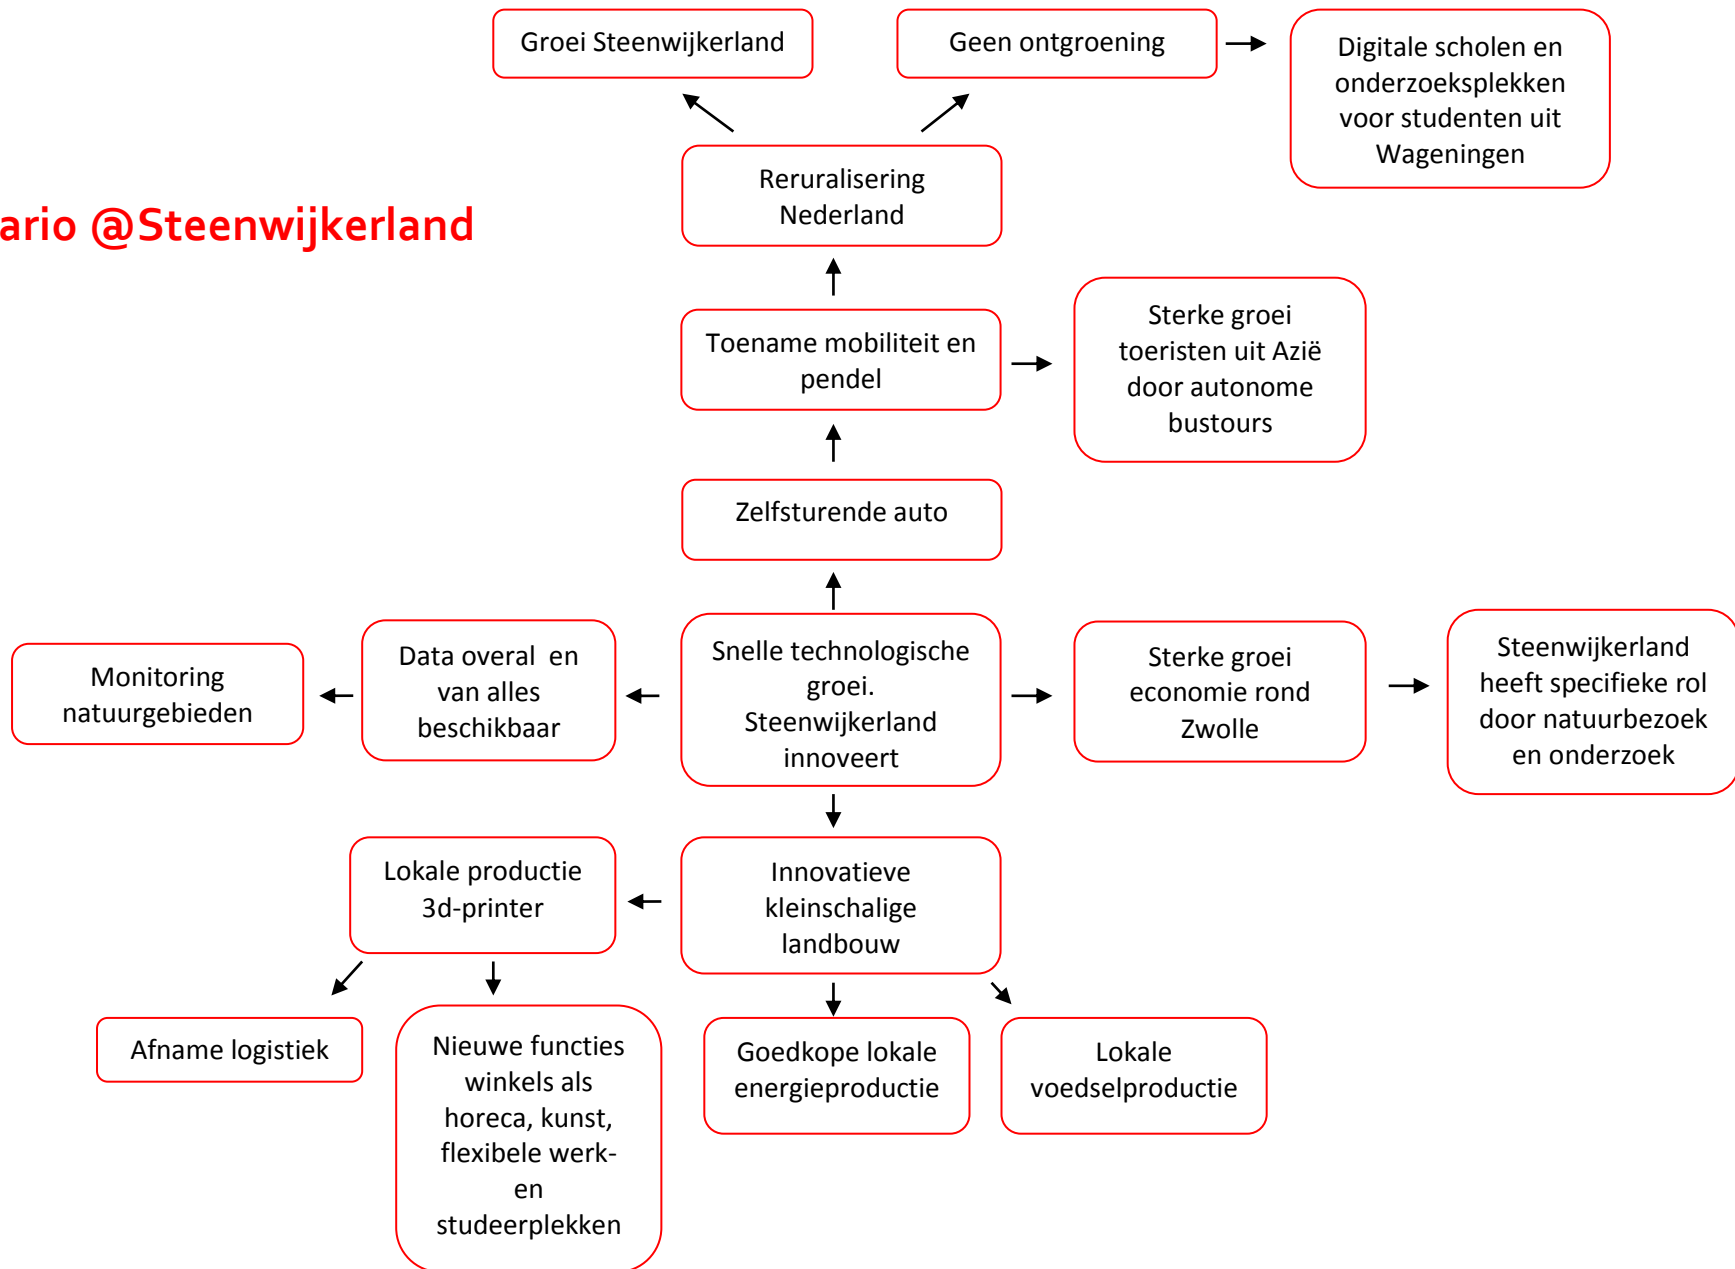 Groei Steenwijkerland
Geen ontgroening
Digitale scholen en
onderzoeksplekken
voor studenten uit
Wageningen
Reruralisering
Nederland
ario @Steenwijkerland
Toename mobiliteit en
pendel
Sterke groei
toeristen uit Azië
door autonome
bustours
Zelfsturende auto
Monitoring
natuurgebieden
Data overal en
van alles
beschikbaar
Snelle technologische
groei.
Steenwijkerland
innoveert
Sterke groei
economie rond
Zwolle
Steenwijkerland
heeft specifieke rol
door natuurbezoek
en onderzoek
Lokale productie
3d-printer
Innovatieve
kleinschalige
landbouw
Afname logistiek
Nieuwe functies
winkels als
horeca, kunst,
flexibele werk-
en
studeerplekken
Goedkope lokale
energieproductie
Lokale
voedselproductie